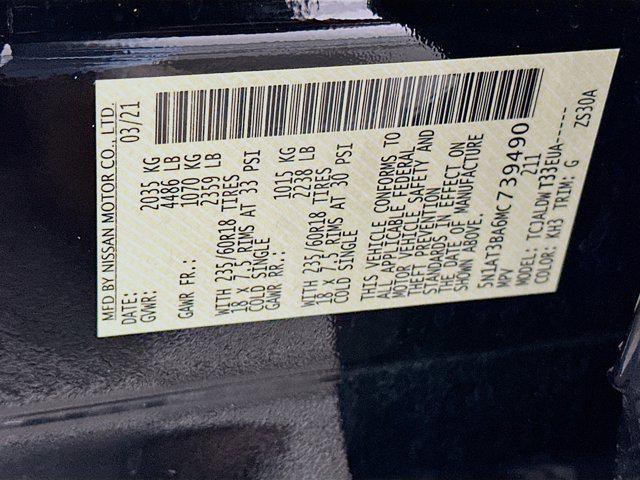 MFD BY NISSAN MOTOR CO., LTD.
DATE: 03/21
GVWR: 2035 KG
4486 LB
GAWR FR.: 1070 KG
2359 LB
WITH 235/60R18 TIRES
18 X 7.5 RIMS AT 33 PSI
COLD SINGLE
GAWR RR.: 1015 KG
2238 LB
WITH 235/60R18 TIRES
18 X 7.5 RIMS AT 30 PSI
COLD SINGLE
THIS VEHICLE CONFORMS TO
ALL APPLICABLE FEDERAL
MOTOR VEHICLE SAFETY AND
THEFT PREVENTION
STANDARDS IN EFFECT ON
THE DATE OF MANUFACTURE
SHOWN ABOVE.
5N1AT3BA6MC739490
MPV 211
MODEL: TC1ALDWT33EUA-----
COLOR: KH3 TRIM: G ZS30A